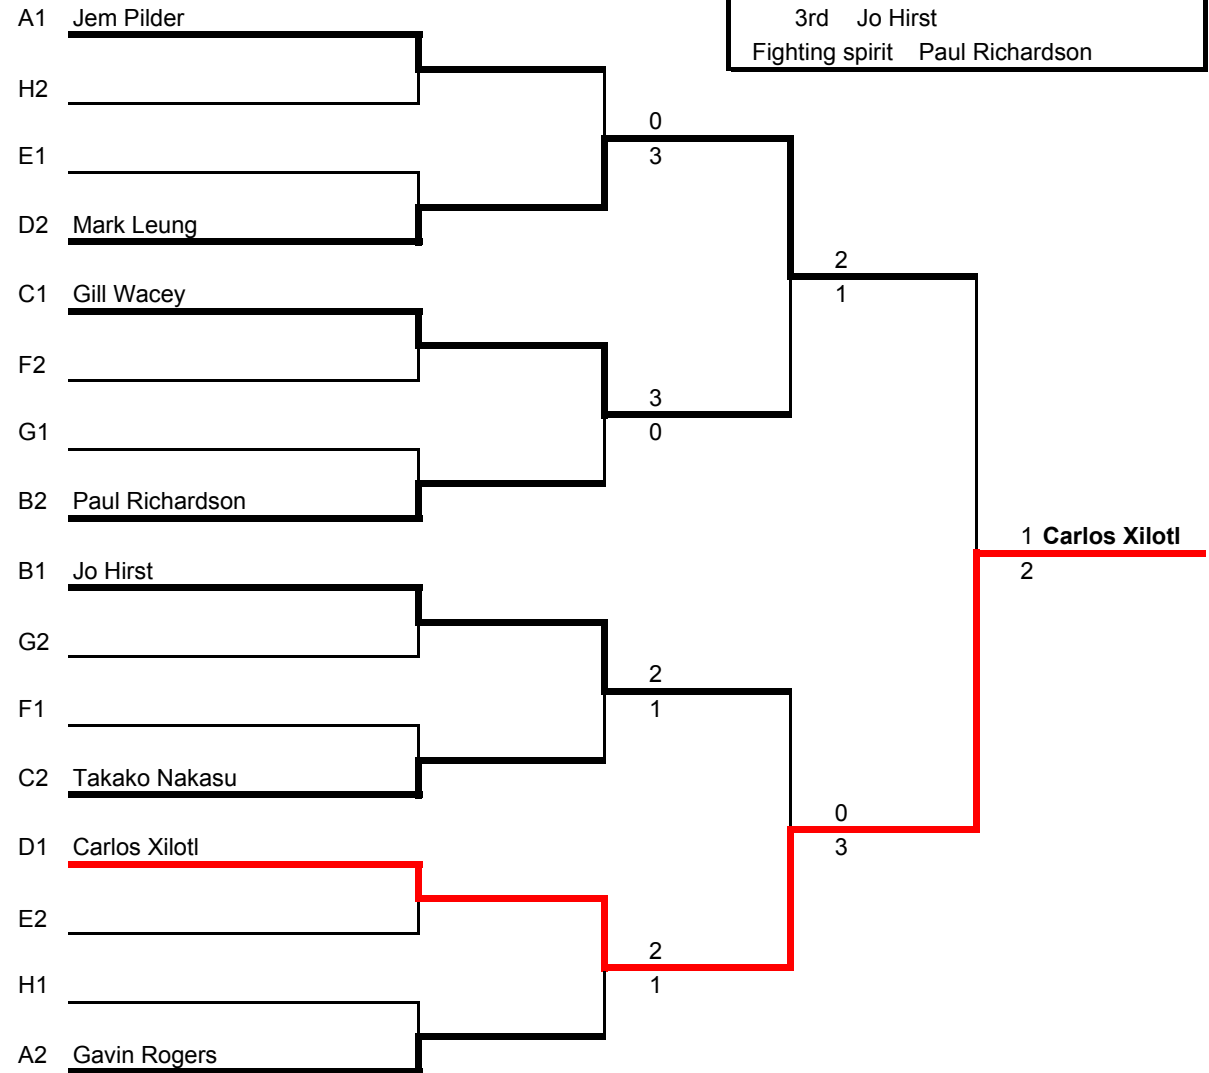 A1 Jem Pilder
3rd Jo Hirst
Fighting spirit Paul Richardson
H2
0
E1
3
D2 Mark Leung
2
C1 Gill Wacey
1
F2
3
G1
0
B2 Paul Richardson
1 Carlos Xilotl
B1 Jo Hirst
2
G2
2
F1
1
C2 Takako Nakasu
0
D1 Carlos Xilotl
3
E2
2
H1
1
A2 Gavin Rogers